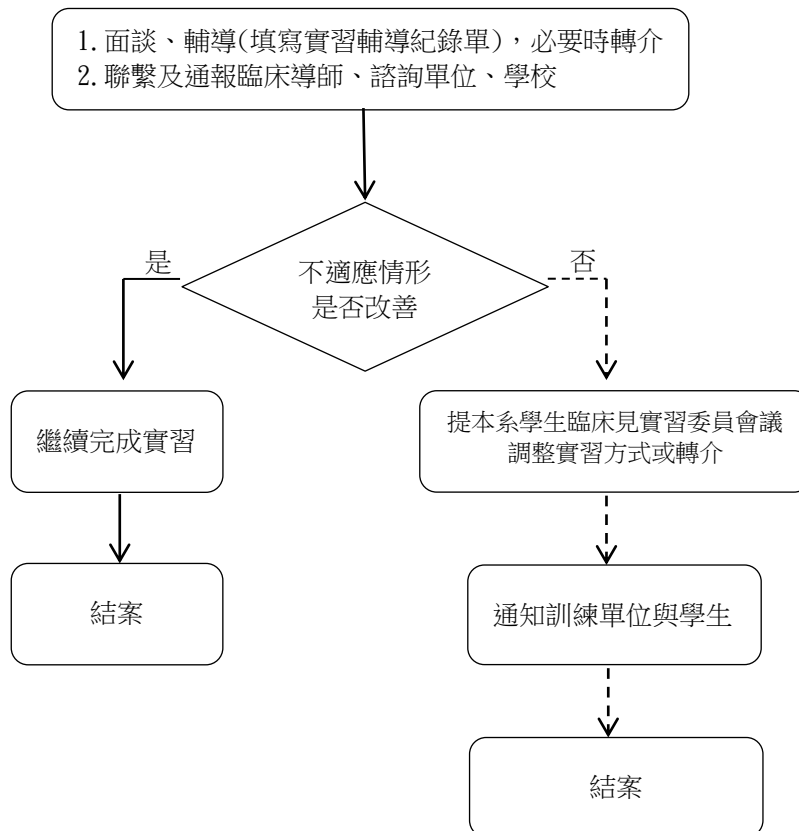 1.面談、輔導(填寫實習輔導紀錄單)，必要時轉介
2.聯繫及通報臨床導師、諮詢單位、學校
是
不適應情形
是否改善
否
繼續完成實習
提本系學生臨床見實習委員會議
調整實習方式或轉介
結案
通知訓練單位與學生
結案